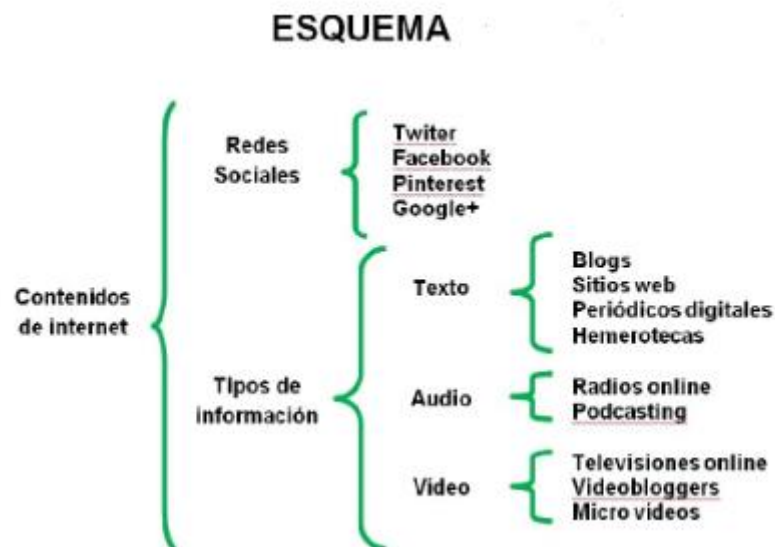 ESQUEMA
Redes
Sociales
Twiter
Facebook
Pinterest
Google+
Contenidos
de internet
Tipos de
información
Texto
Blogs
Sitios web
Periódicos digitales
Hemerotecas
Audio
Radios online
Podcasting
Video
Televisiones online
Videobloggers
Micro videos